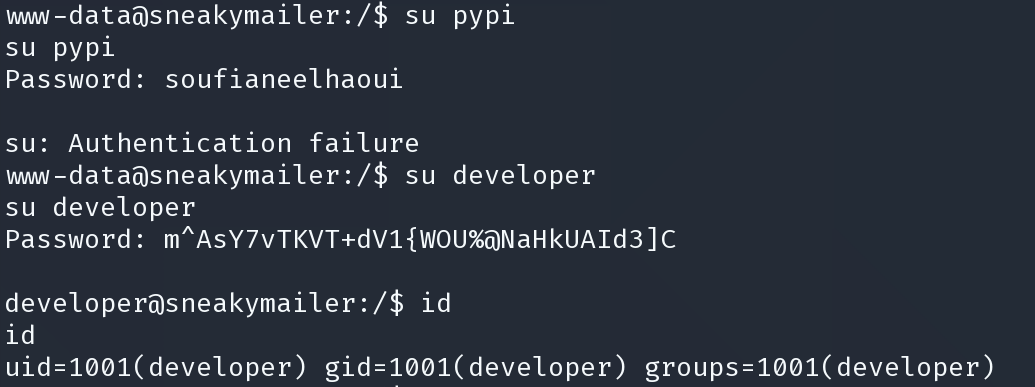 www-data@sneakymailer:/$ su pypi
su pypi
Password: soufianeelhaoui
su: Authentication failure
www-data@sneakymailer:/$ su developer
su developer
Password: m^AsY7vTKVT+dV1{WOU%@NaHkUAId3]C
developer@sneakymailer:/$ id
id
uid=1001(developer) gid=1001(developer) groups=1001(developer)